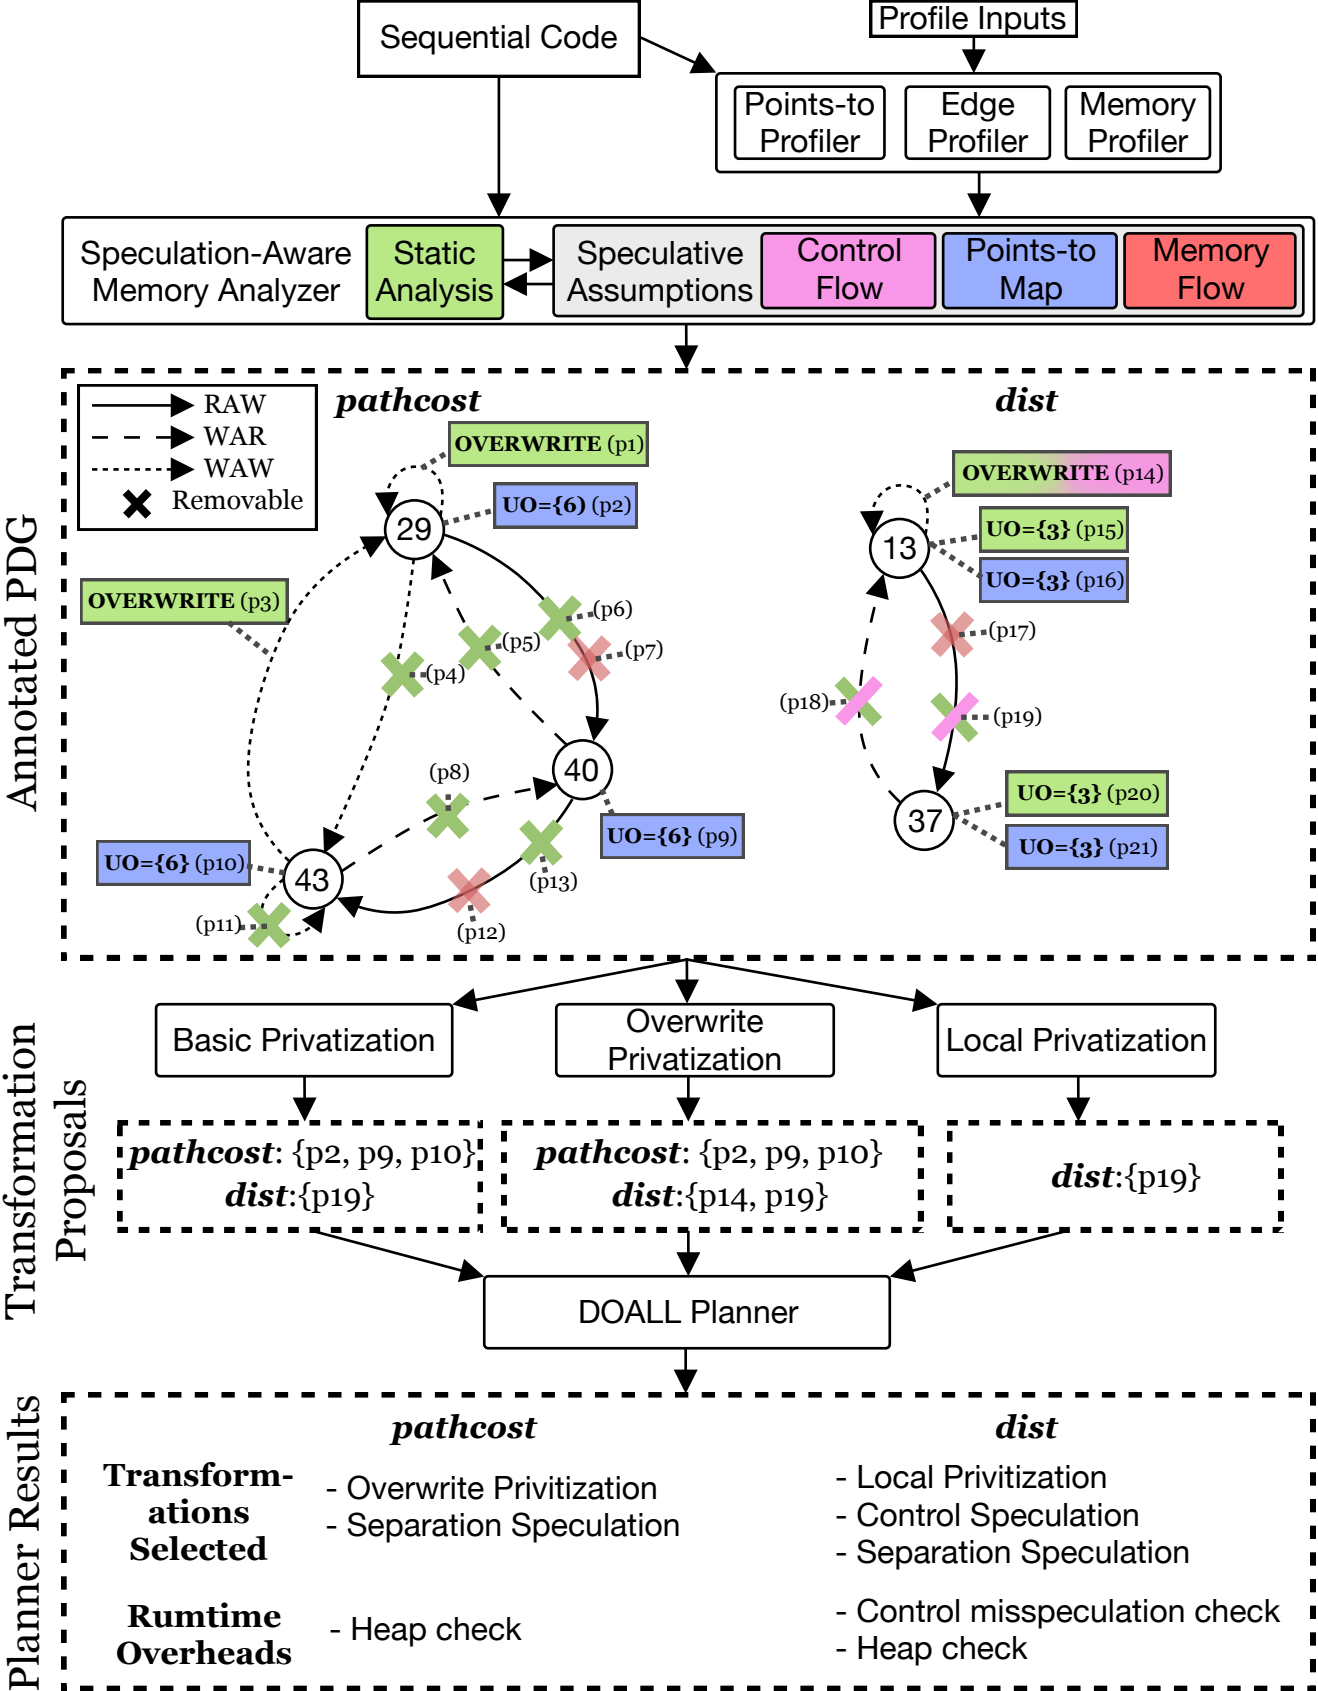 Sequential Code
Profile Inputs
Points-to
Profiler
Edge
Profiler
Memory
Profiler
Speculation-Aware
Memory Analyzer
Static
Analysis
Speculative
Assumptions
Control
Flow
Points-to
Map
Memory
Flow
Annotated PDG
RAW
WAR
WAW
Removable
pathcost
OVERWRITE (p1)
UO={6) (p2)
29
OVERWRITE (p3)
(p6)
(p5)
(p7)
(p4)
40
(p8)
UO={6} (p9)
UO={6} (p10)
43
(p13)
(p11)
(p12)
dist
OVERWRITE (p14)
UO={3} (p15)
13
UO={3} (p16)
(p17)
(p18)
(p19)
UO={3} (p20)
37
UO={3} (p21)
Transformation
Proposals
Basic Privatization
Overwrite
Privatization
Local Privatization
pathcost: {p2, p9, p10}
dist:{p19}
pathcost: {p2, p9, p10}
dist:{p14, p19}
dist:{p19}
DOALL Planner
Planner Results
pathcost
dist
Transform-
ations
Selected
- Overwrite Privitization
- Separation Speculation
- Local Privitization
- Control Speculation
- Separation Speculation
Rumtime
Overheads
- Heap check
- Control misspeculation check
- Heap check